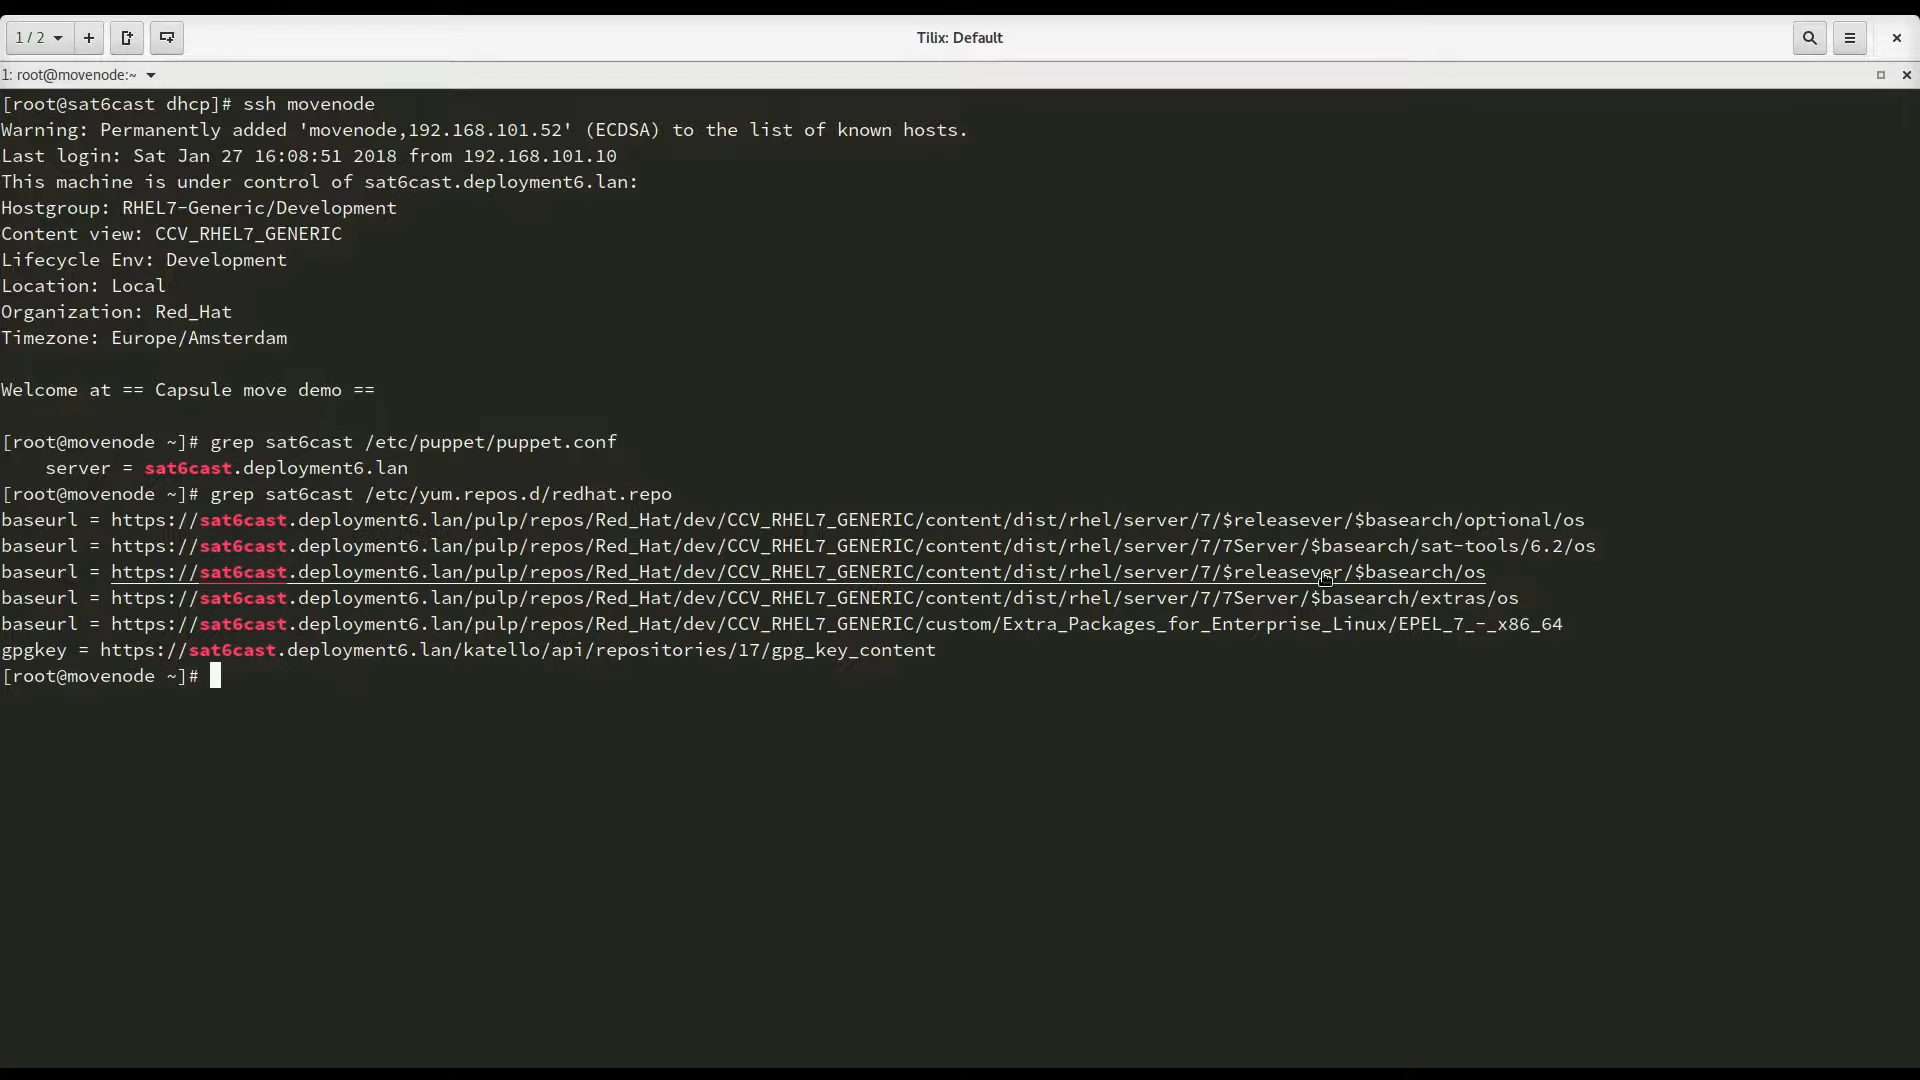 1 / 2
Tilix: Default
1: root@movenode:~
[root@sat6cast dhcp]# ssh movenode
Warning: Permanently added 'movenode,192.168.101.52' (ECDSA) to the list of known hosts.
Last login: Sat Jan 27 16:08:51 2018 from 192.168.101.10
This machine is under control of sat6cast.deployment6.lan:
Hostgroup: RHEL7-Generic/Development
Content view: CCV_RHEL7_GENERIC
Lifecycle Env: Development
Location: Local
Organization: Red_Hat
Timezone: Europe/Amsterdam
Welcome at == Capsule move demo ==
[root@movenode ~]# grep sat6cast /etc/puppet/puppet.conf
server = sat6cast.deployment6.lan
[root@movenode ~]# grep sat6cast /etc/yum.repos.d/redhat.repo
baseurl = https://sat6cast.deployment6.lan/pulp/repos/Red_Hat/dev/CCV_RHEL7_GENERIC/content/dist/rhel/server/7/$releasever/$basearch/optional/os
baseurl = https://sat6cast.deployment6.lan/pulp/repos/Red_Hat/dev/CCV_RHEL7_GENERIC/content/dist/rhel/server/7/7Server/$basearch/sat-tools/6.2/os
baseurl = https://sat6cast.deployment6.lan/pulp/repos/Red_Hat/dev/CCV_RHEL7_GENERIC/content/dist/rhel/server/7/$releasever/$basearch/os
baseurl = https://sat6cast.deployment6.lan/pulp/repos/Red_Hat/dev/CCV_RHEL7_GENERIC/content/dist/rhel/server/7/7Server/$basearch/extras/os
baseurl = https://sat6cast.deployment6.lan/pulp/repos/Red_Hat/dev/CCV_RHEL7_GENERIC/custom/Extra_Packages_for_Enterprise_Linux/EPEL_7_-_x86_64
gpgkey = https://sat6cast.deployment6.lan/katello/api/repositories/17/gpg_key_content
[root@movenode ~]#